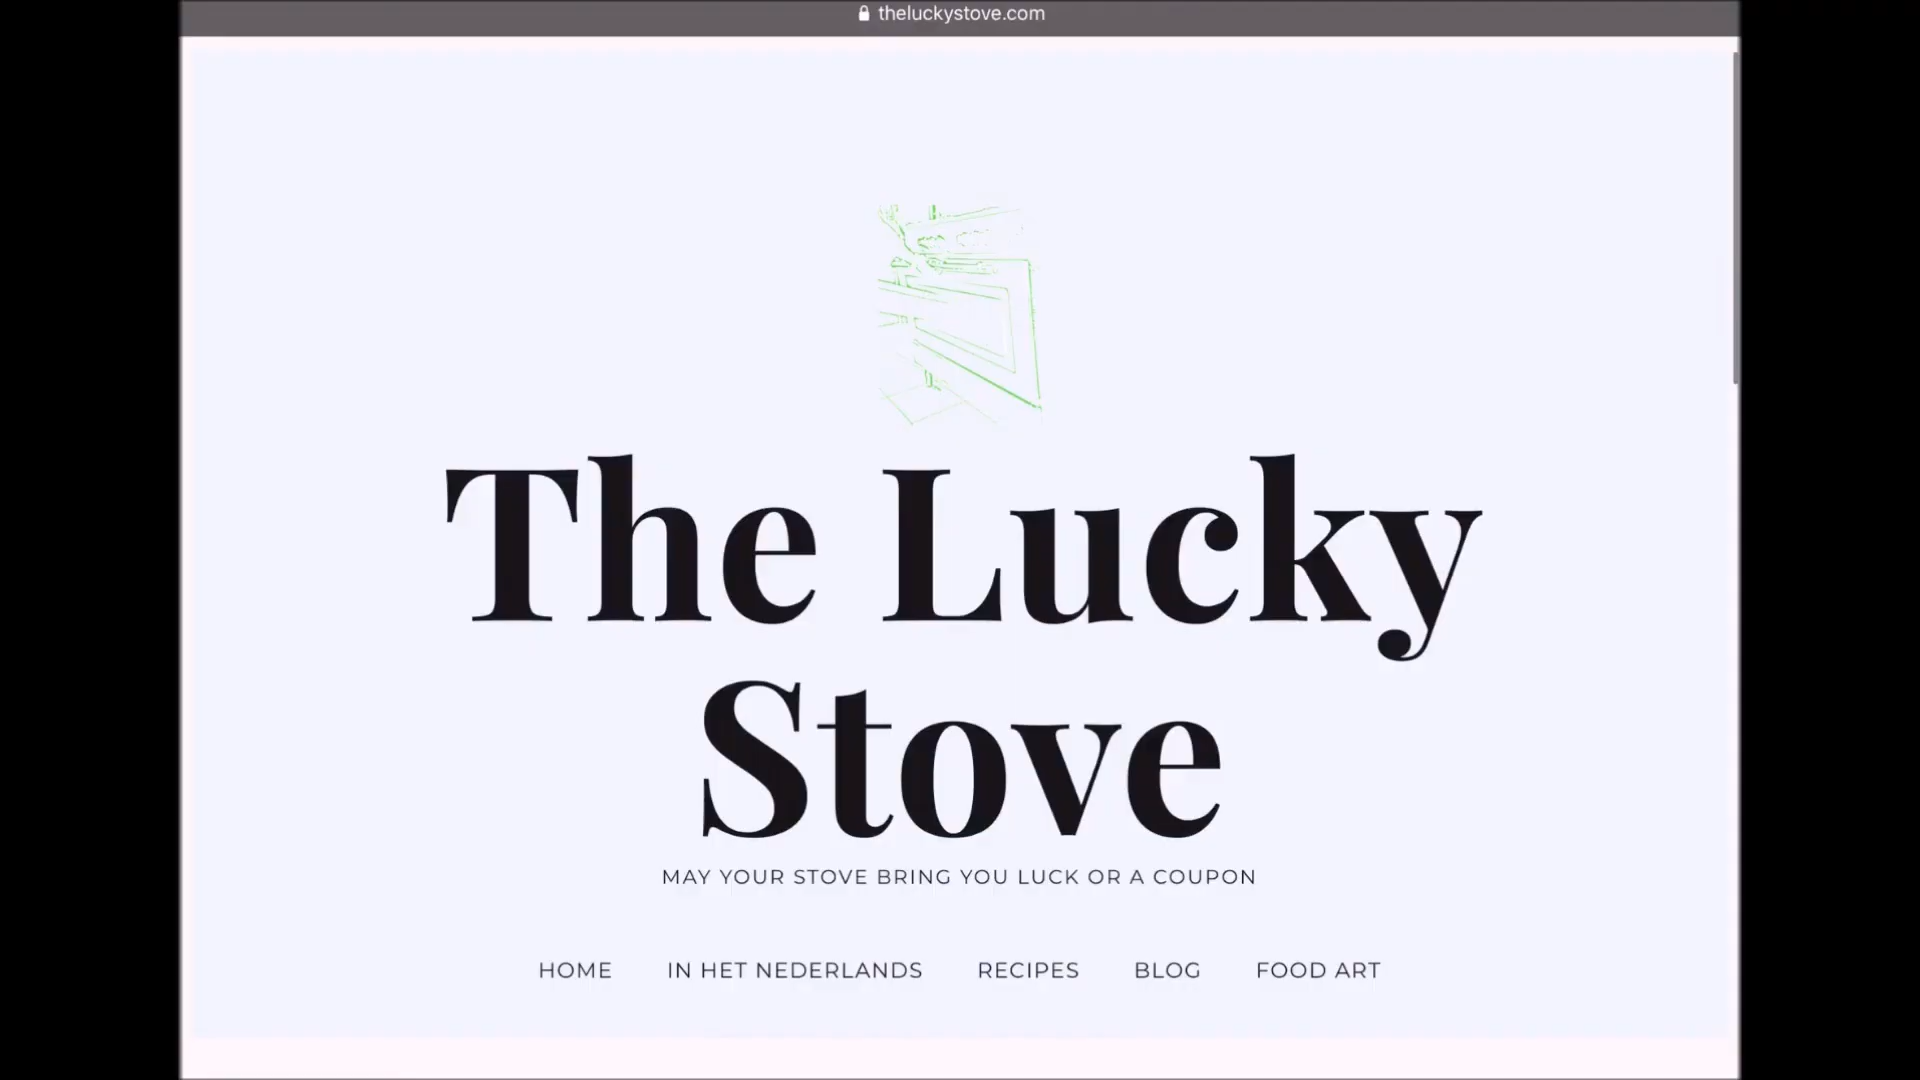 theluckystove.com
The Lucky
Stove
MAY YOUR STOVE BRING YOU LUCK OR A COUPON
HOME IN HET NEDERLANDS RECIPES BLOG FOOD ART